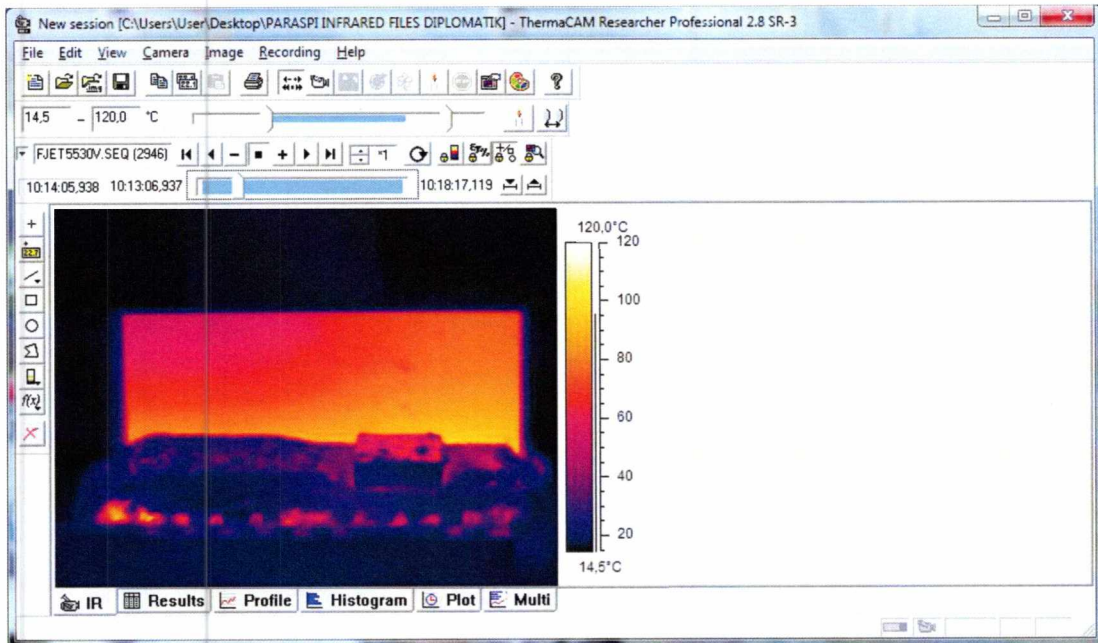 New session [C:\Users\User\Desktop\PARASPI INFRARED FILES DIPLOMATIK] - ThermaCAM Researcher Professional 2.8 SR-3
File Edit View Camera Image Recording Help
14,5 - 120,0 °C
FJET5530V.SEQ (2946) *1
10:14:05,938 10:13:06,937 10:18:17,119
120,0°C
120
100
80
60
40
20
14,5°C
f(x)
IR Results Profile Histogram Plot Multi